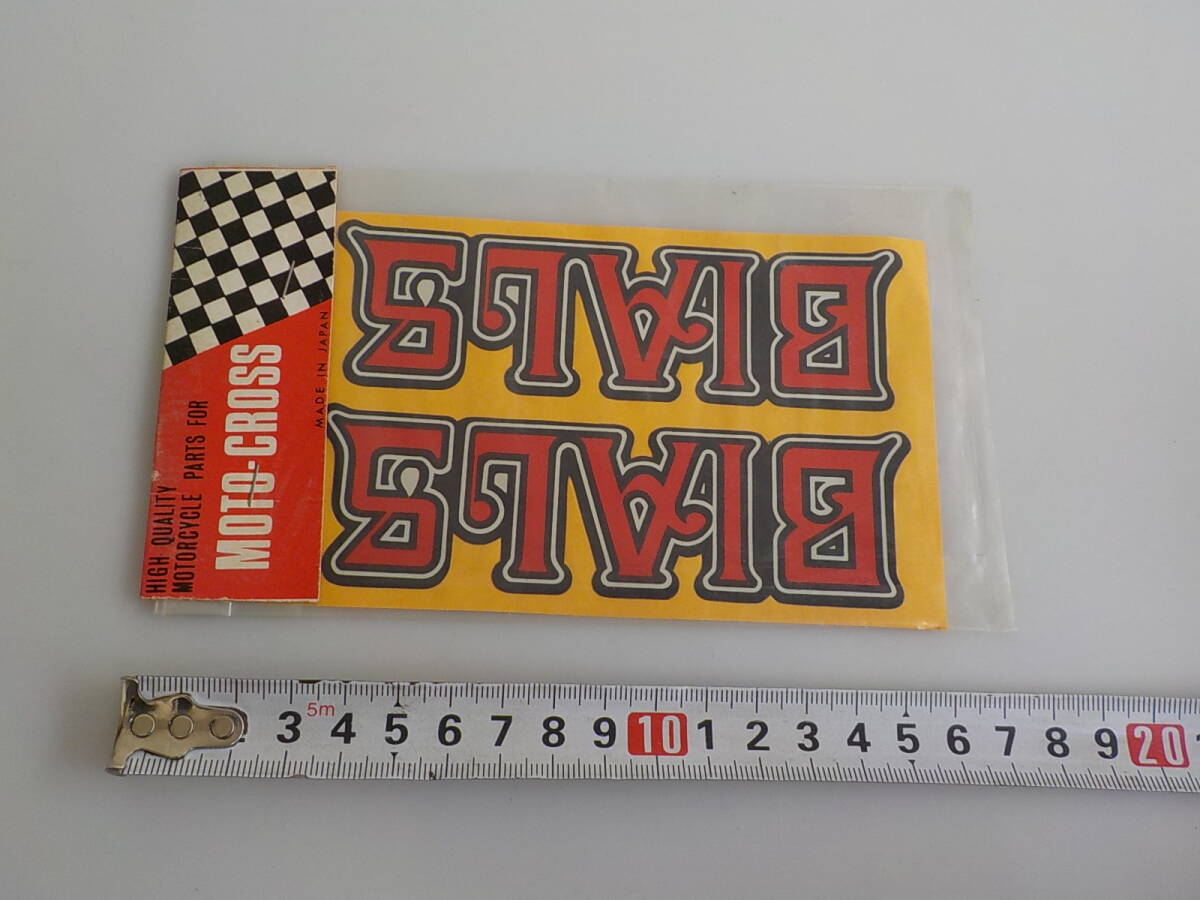 HIGH QUALITY
MOTORCYCLE PARTS FOR
MOTO-CROSS
MADE IN JAPAN
BIALS
BIALS
3 5m 4 5 6 7 8 9 10 1 2 3 4 5 6 7 8 9 20